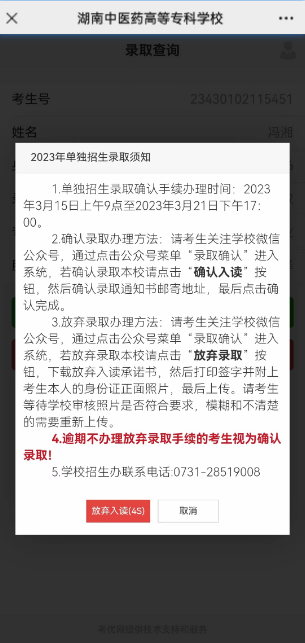 湖南中医药高等专科学校
录取查询
考生号
23430102115451
姓名
冯湘
2023年单独招生录取须知
1.单独招生录取确认手续办理时间：2023
年3月15日上午9点至2023年3月21日下午17：
00。
2.确认录取办理方法：请考生关注学校微信
公众号，通过点击公众号菜单“录取确认”进入
系统，若确认录取本校请点击“确认入读”按
钮，然后确认录取通知书邮寄地址，最后点击确
认完成。
3.放弃录取办理方法：请考生关注学校微信
公众号，通过点击公众号菜单“录取确认”进入
系统，若放弃录取本校请点击“放弃录取”按
钮，下载放弃入读承诺书，然后打印签字并附上
考生本人的身份证正面照片，最后上传。请考生
等待学校审核照片是否符合要求，模糊和不清楚
的需要重新上传。
4.逾期不办理放弃录取手续的考生视为确认
录取！
5.学校招生办联系电话:0731-28519008
放弃入读(4S)
取消